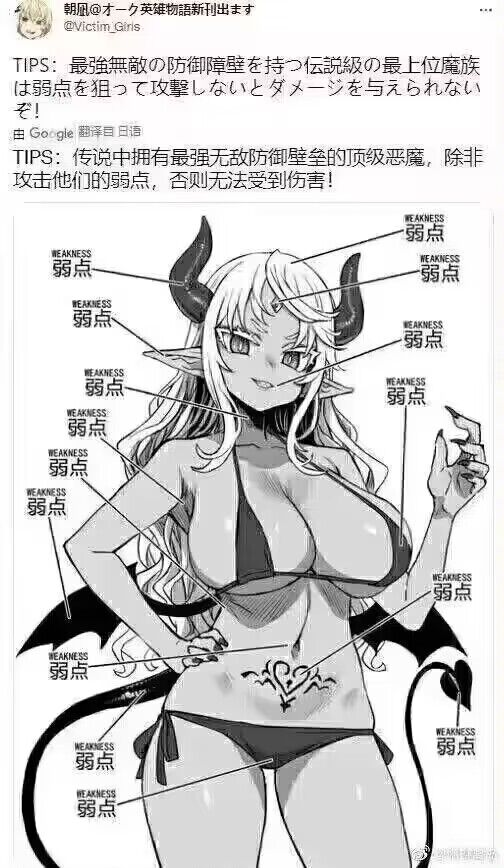 朝凪@オーク英雄物語新刊出ます
@Victim_Girls
TIPS：最強無敵の防御障壁を持つ伝説級の最上位魔族
は弱点を狙って攻撃しないとダメージを与えられない
ぞ！
由 Google 翻译自 日语
TIPS：传说中拥有最强无敌防御壁垒的顶级恶魔，除非
攻击他们的弱点，否则无法受到伤害！
WEAKNESS
弱点
WEAKNESS
弱点
WEAKNESS
弱点
WEAKNESS
弱点
WEAKNESS
弱点
WEAKNESS
弱点
WEAKNESS
弱点
WEAKNESS
弱点
WEAKNESS
弱点
WEAKNESS
弱点
WEAKNESS
弱点
WEAKNESS
弱点
WEAKNESS
弱点
WEAKNESS
弱点
WEAKNESS
弱点